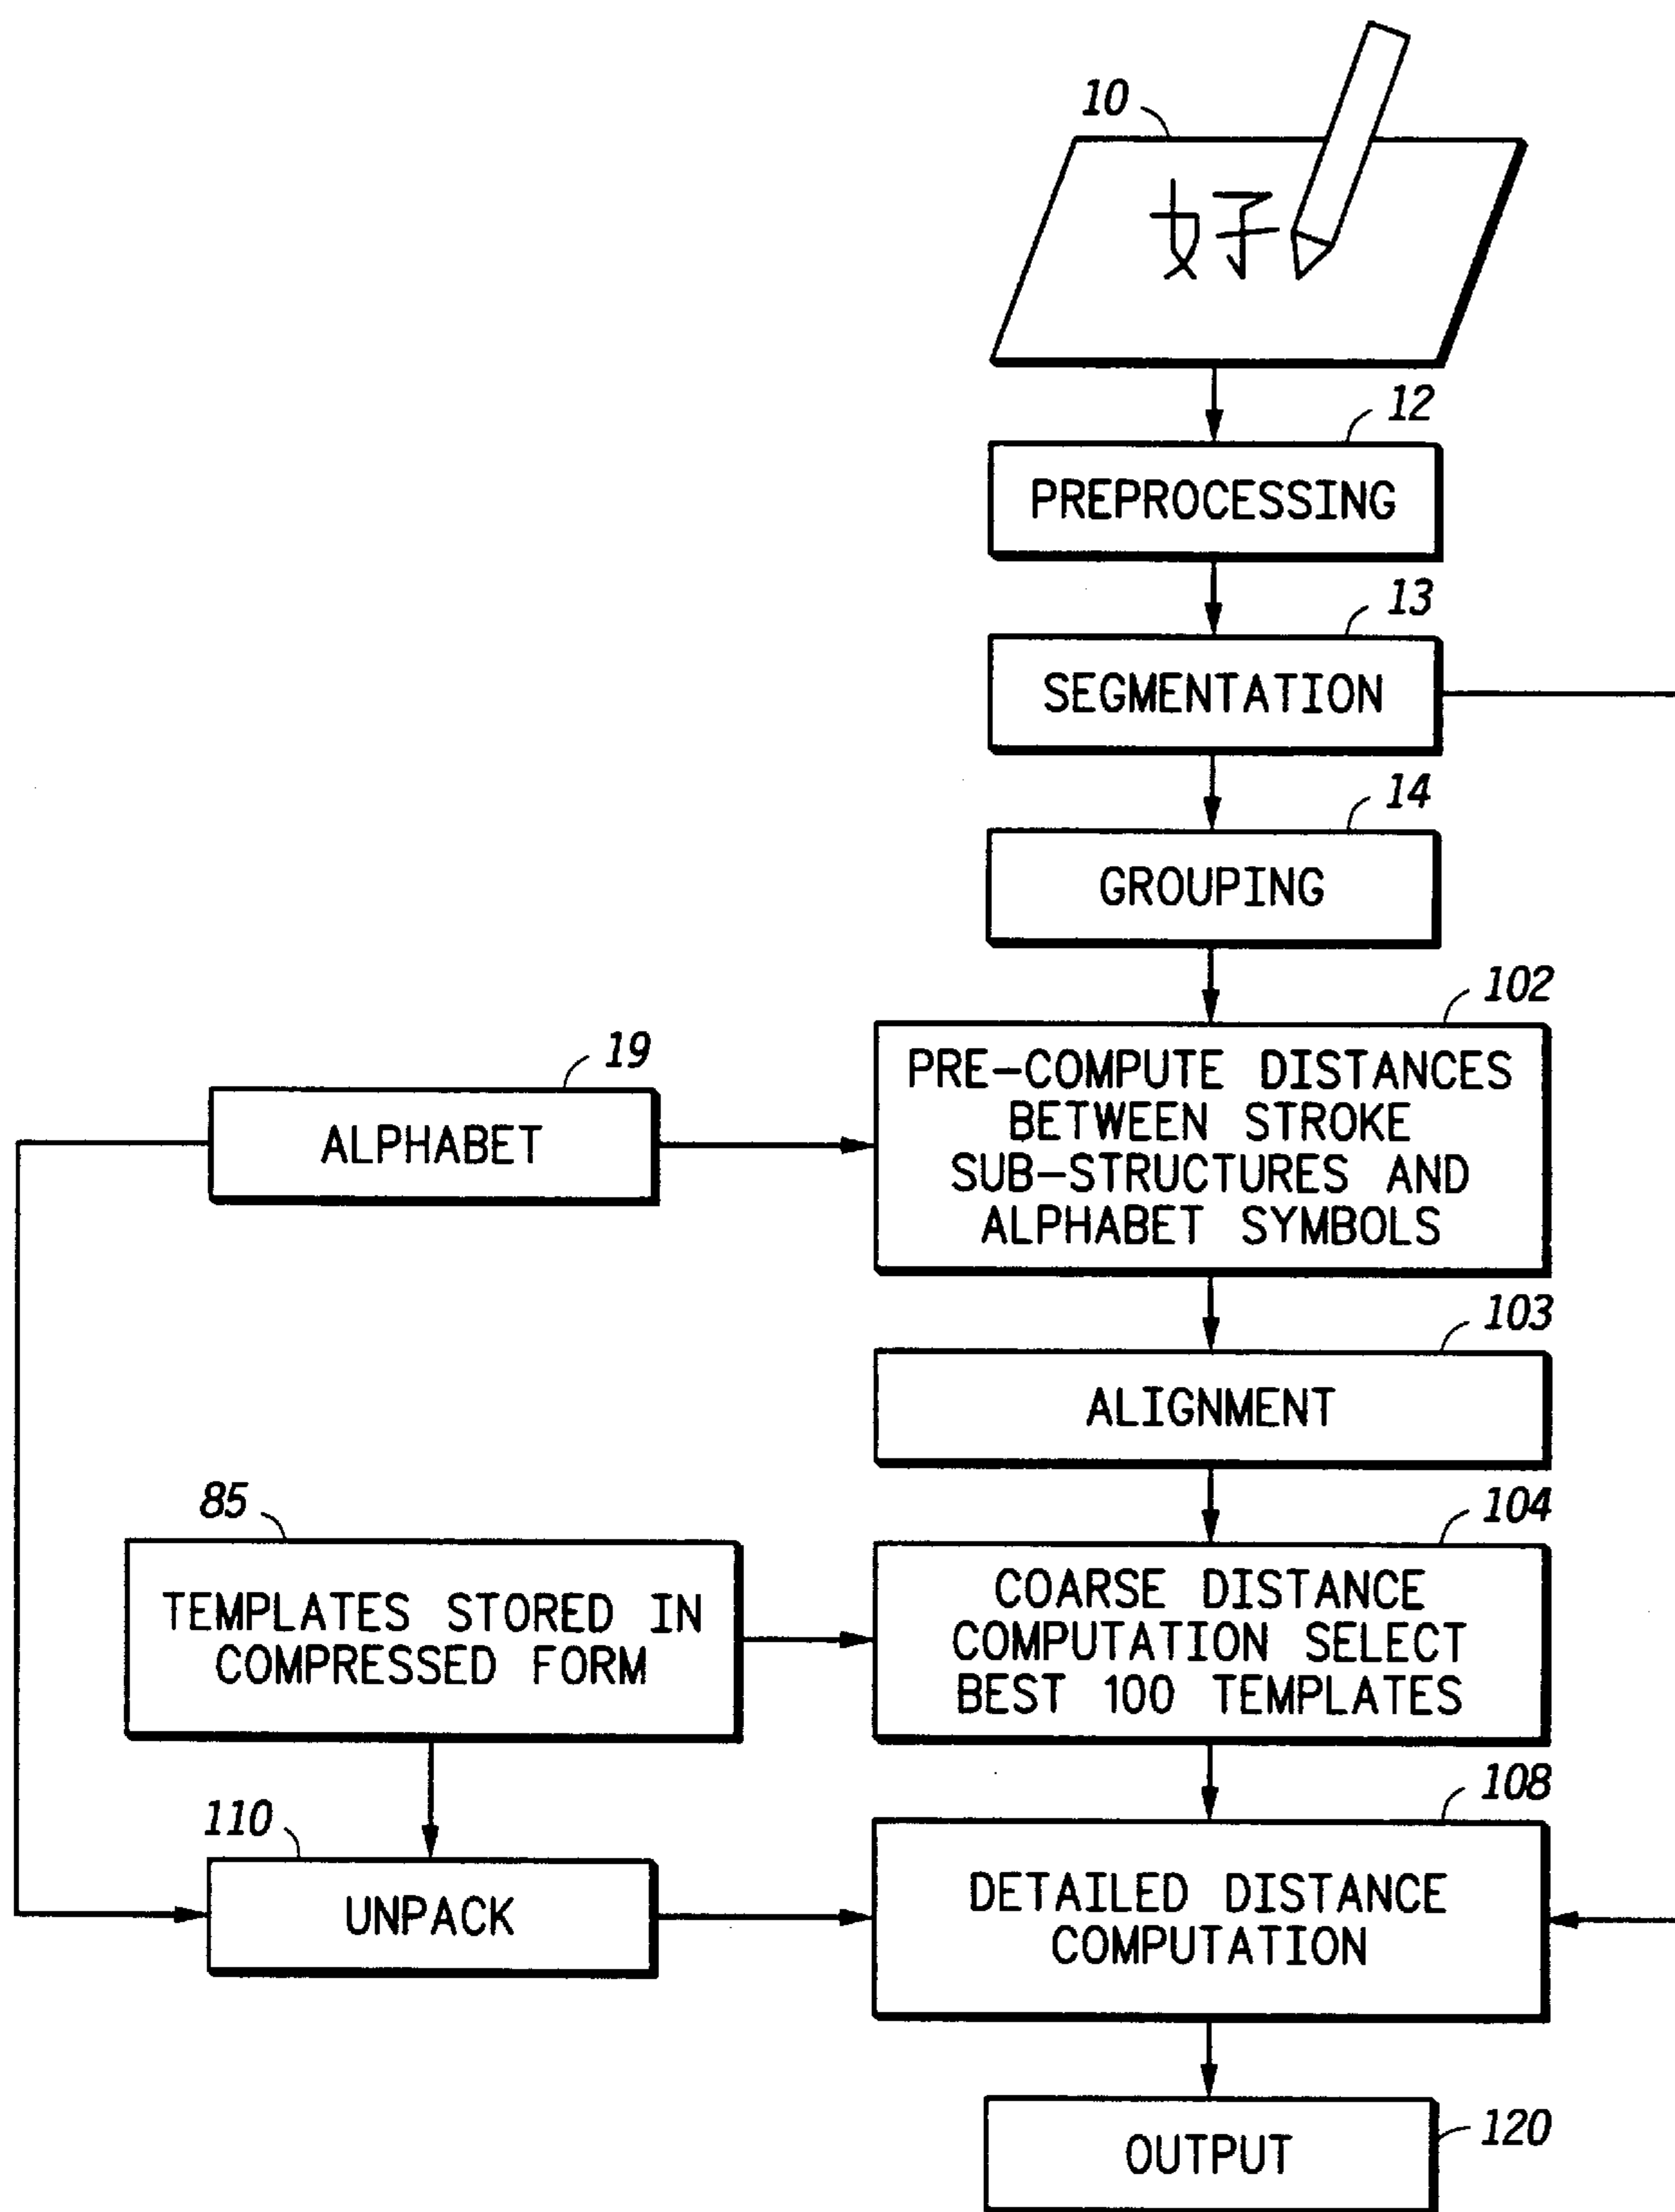 10
好
12
PREPROCESSING
13
SEGMENTATION
14
GROUPING
102
PRE-COMPUTE DISTANCES
BETWEEN STROKE
SUB-STRUCTURES AND
ALPHABET SYMBOLS
19
ALPHABET
103
ALIGNMENT
85
TEMPLATES STORED IN
COMPRESSED FORM
104
COARSE DISTANCE
COMPUTATION SELECT
BEST 100 TEMPLATES
110
UNPACK
108
DETAILED DISTANCE
COMPUTATION
OUTPUT
120